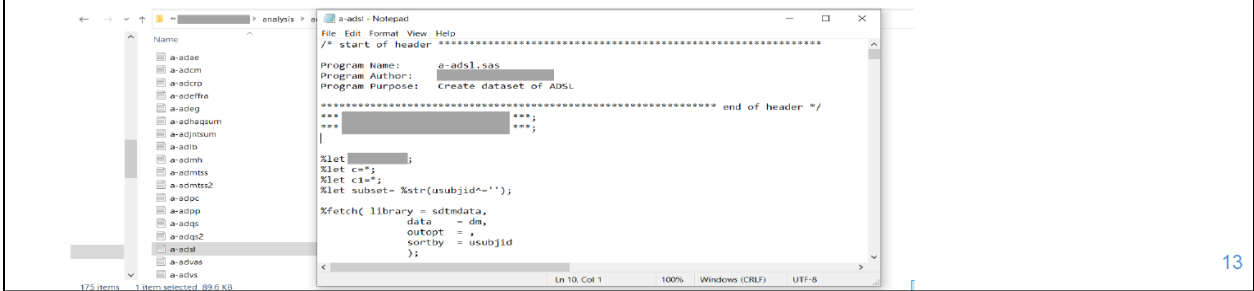 analysis > a
Name
a-adae
a-adcm
a-adcrp
a-adeffra
a-adeg
a-adhaqsum
a-adjntsum
a-adlb
a-admh
a-admtss
a-admtss2
a-adpc
a-adpp
a-adqs
a-adqs2
a-adsl
a-advas
a-advs
175 items 1 item selected 89.6 KB
a-adsl - Notepad
File Edit Format View Help
/* start of header **************************************************************
Program Name: a-adsl.sas
Program Author:
Program Purpose: Create dataset of ADSL
**************************************************************** end of header */
*** ***;
*** ***;
%let ;
%let c=*;
%let c1=*;
%let subset= %str(usubjid^='');
%fetch( library = sdtmdata,
data = dm,
outopt = ,
sortby = usubjid
);
Ln 10, Col 1 100% Windows (CRLF) UTF-8
13